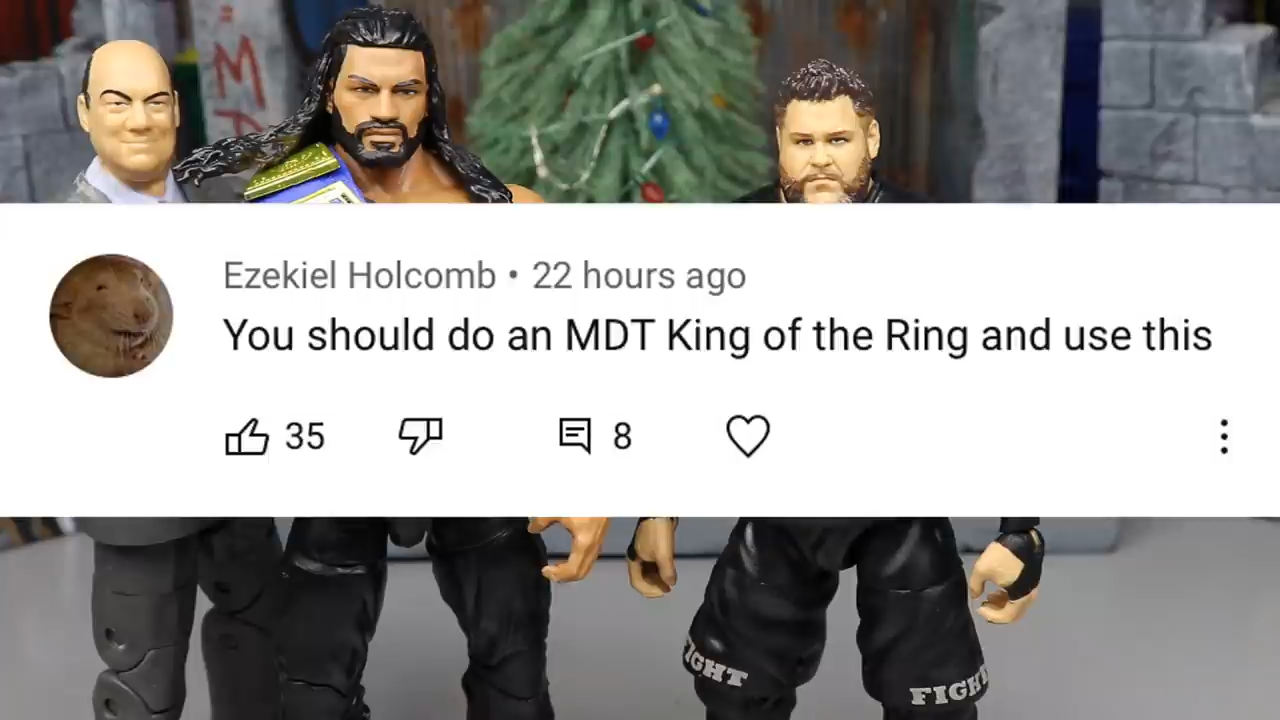 M
D
Ezekiel Holcomb • 22 hours ago
You should do an MDT King of the Ring and use this
35
8
FIGHT
FIGHT